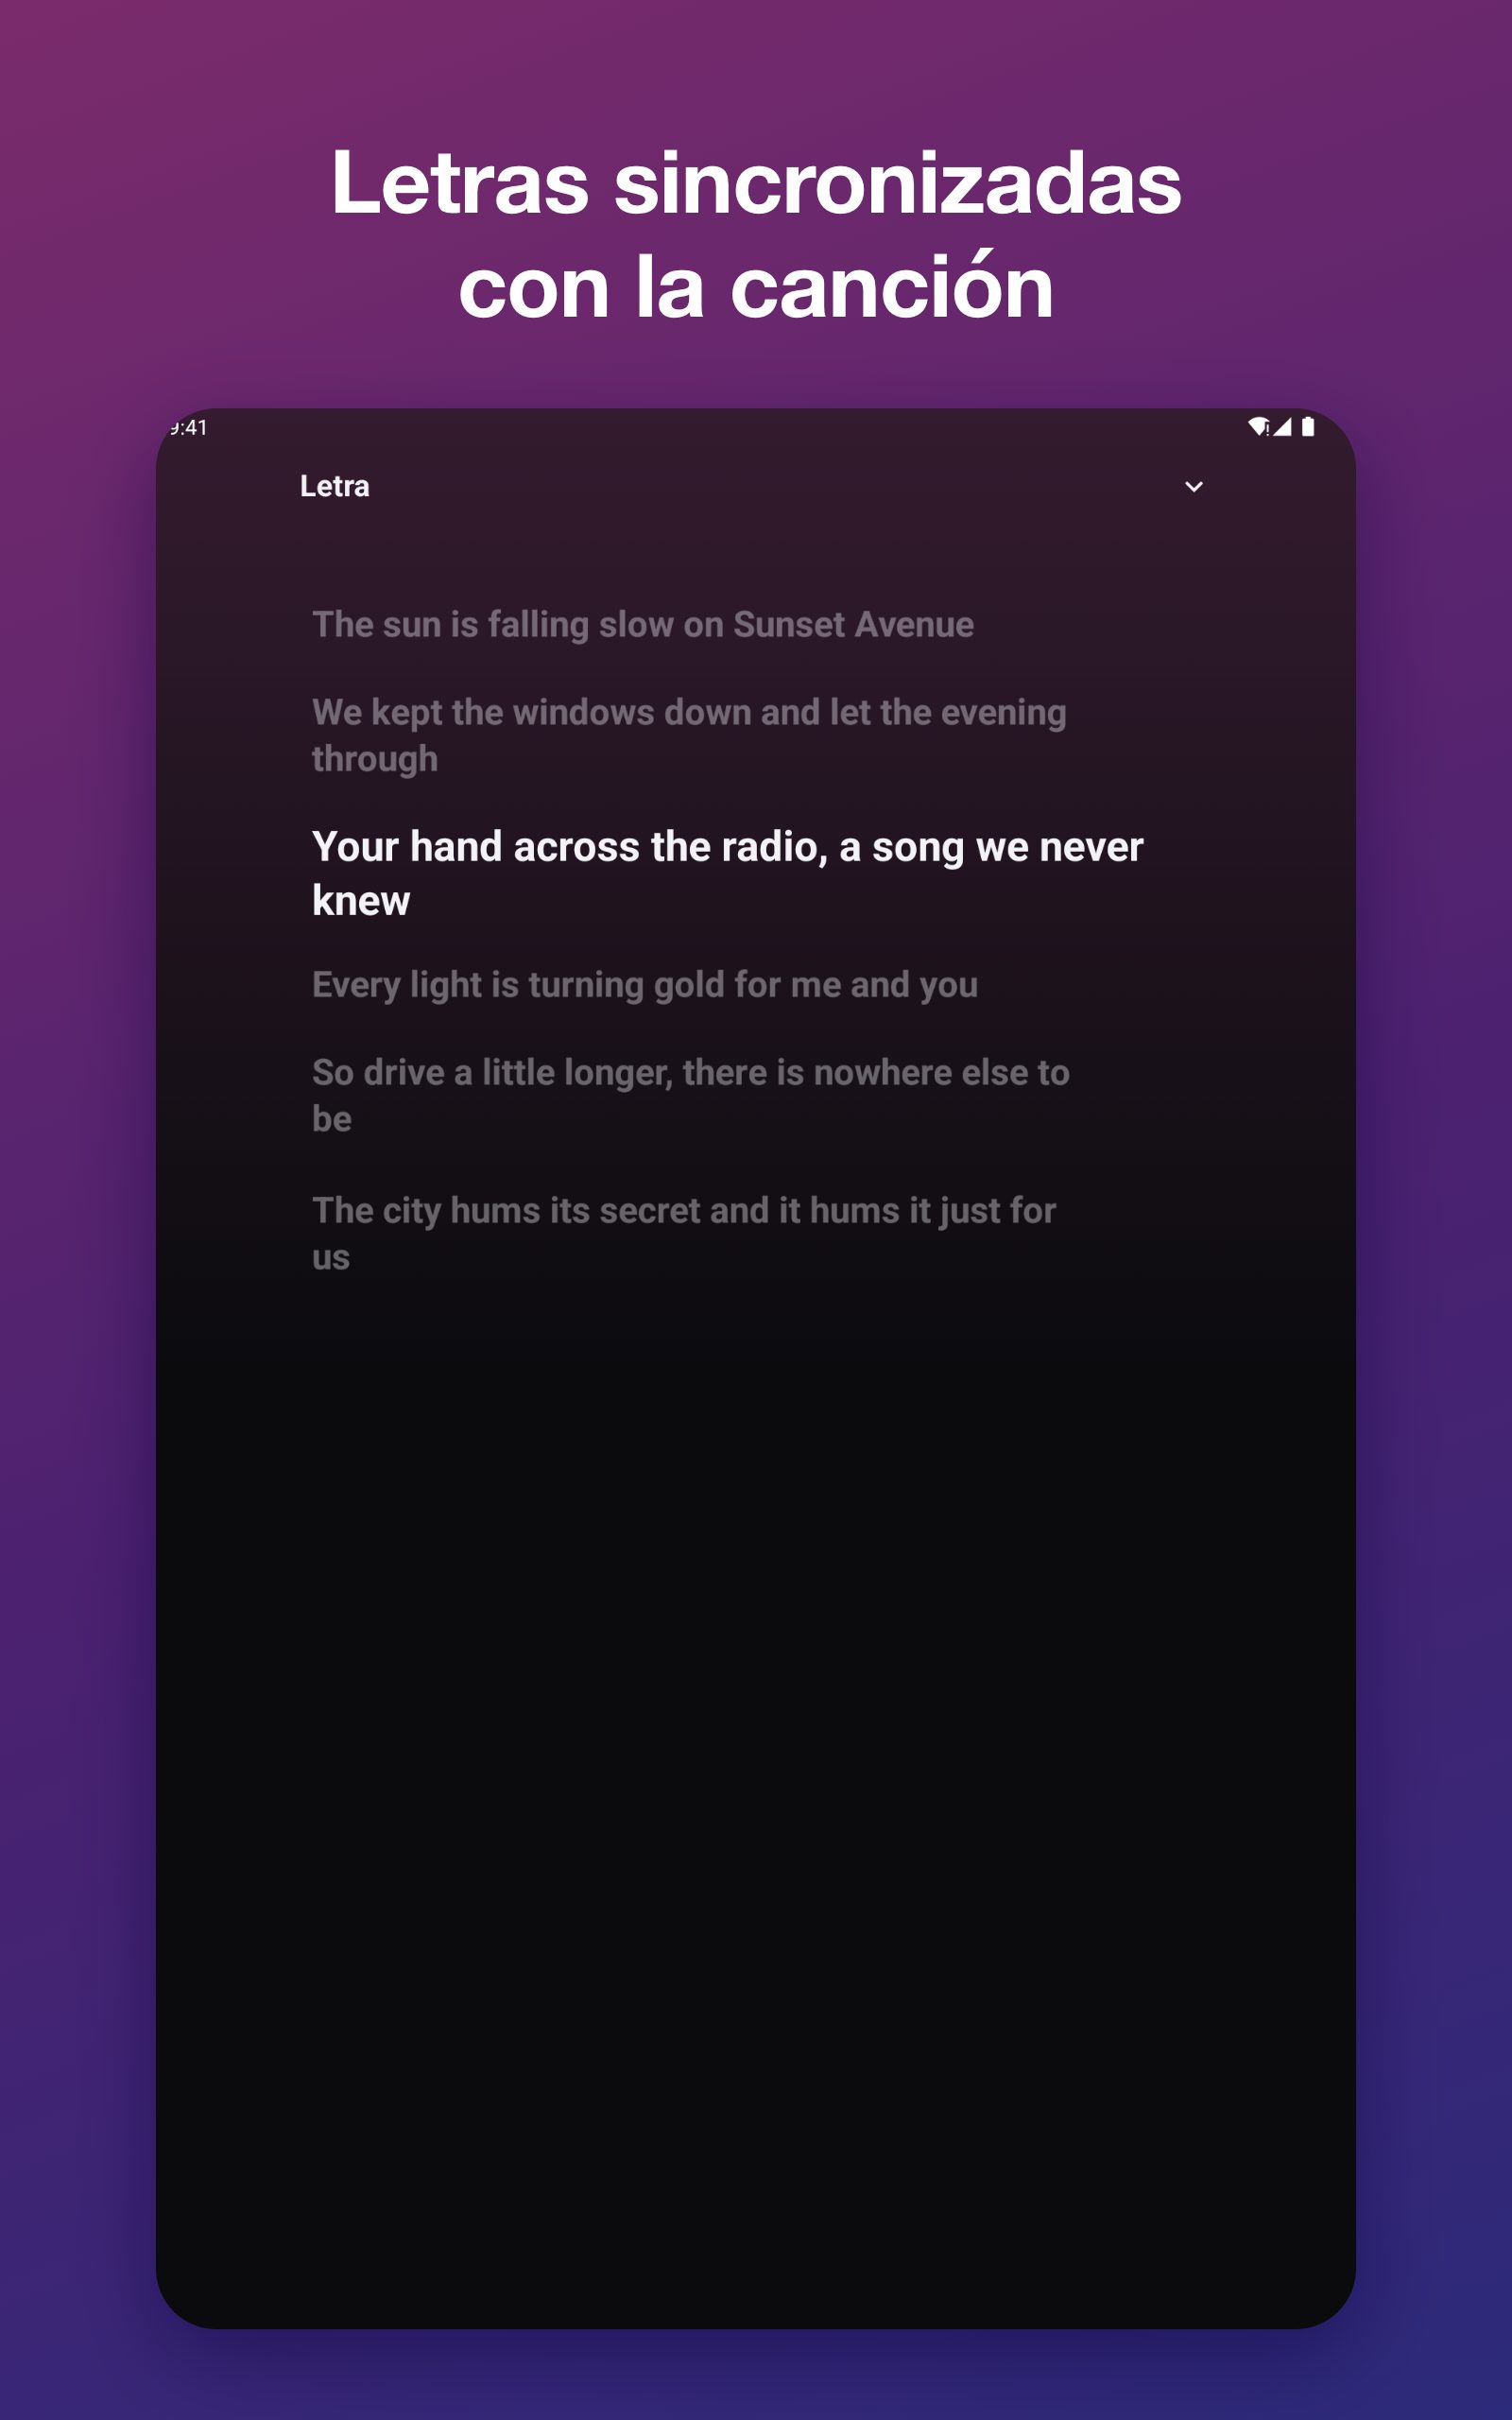 Letras sincronizadas
con la canción
9:41
Letra
The sun is falling slow on Sunset Avenue
We kept the windows down and let the evening
through
Your hand across the radio, a song we never
knew
Every light is turning gold for me and you
So drive a little longer, there is nowhere else to
be
The city hums its secret and it hums it just for
us